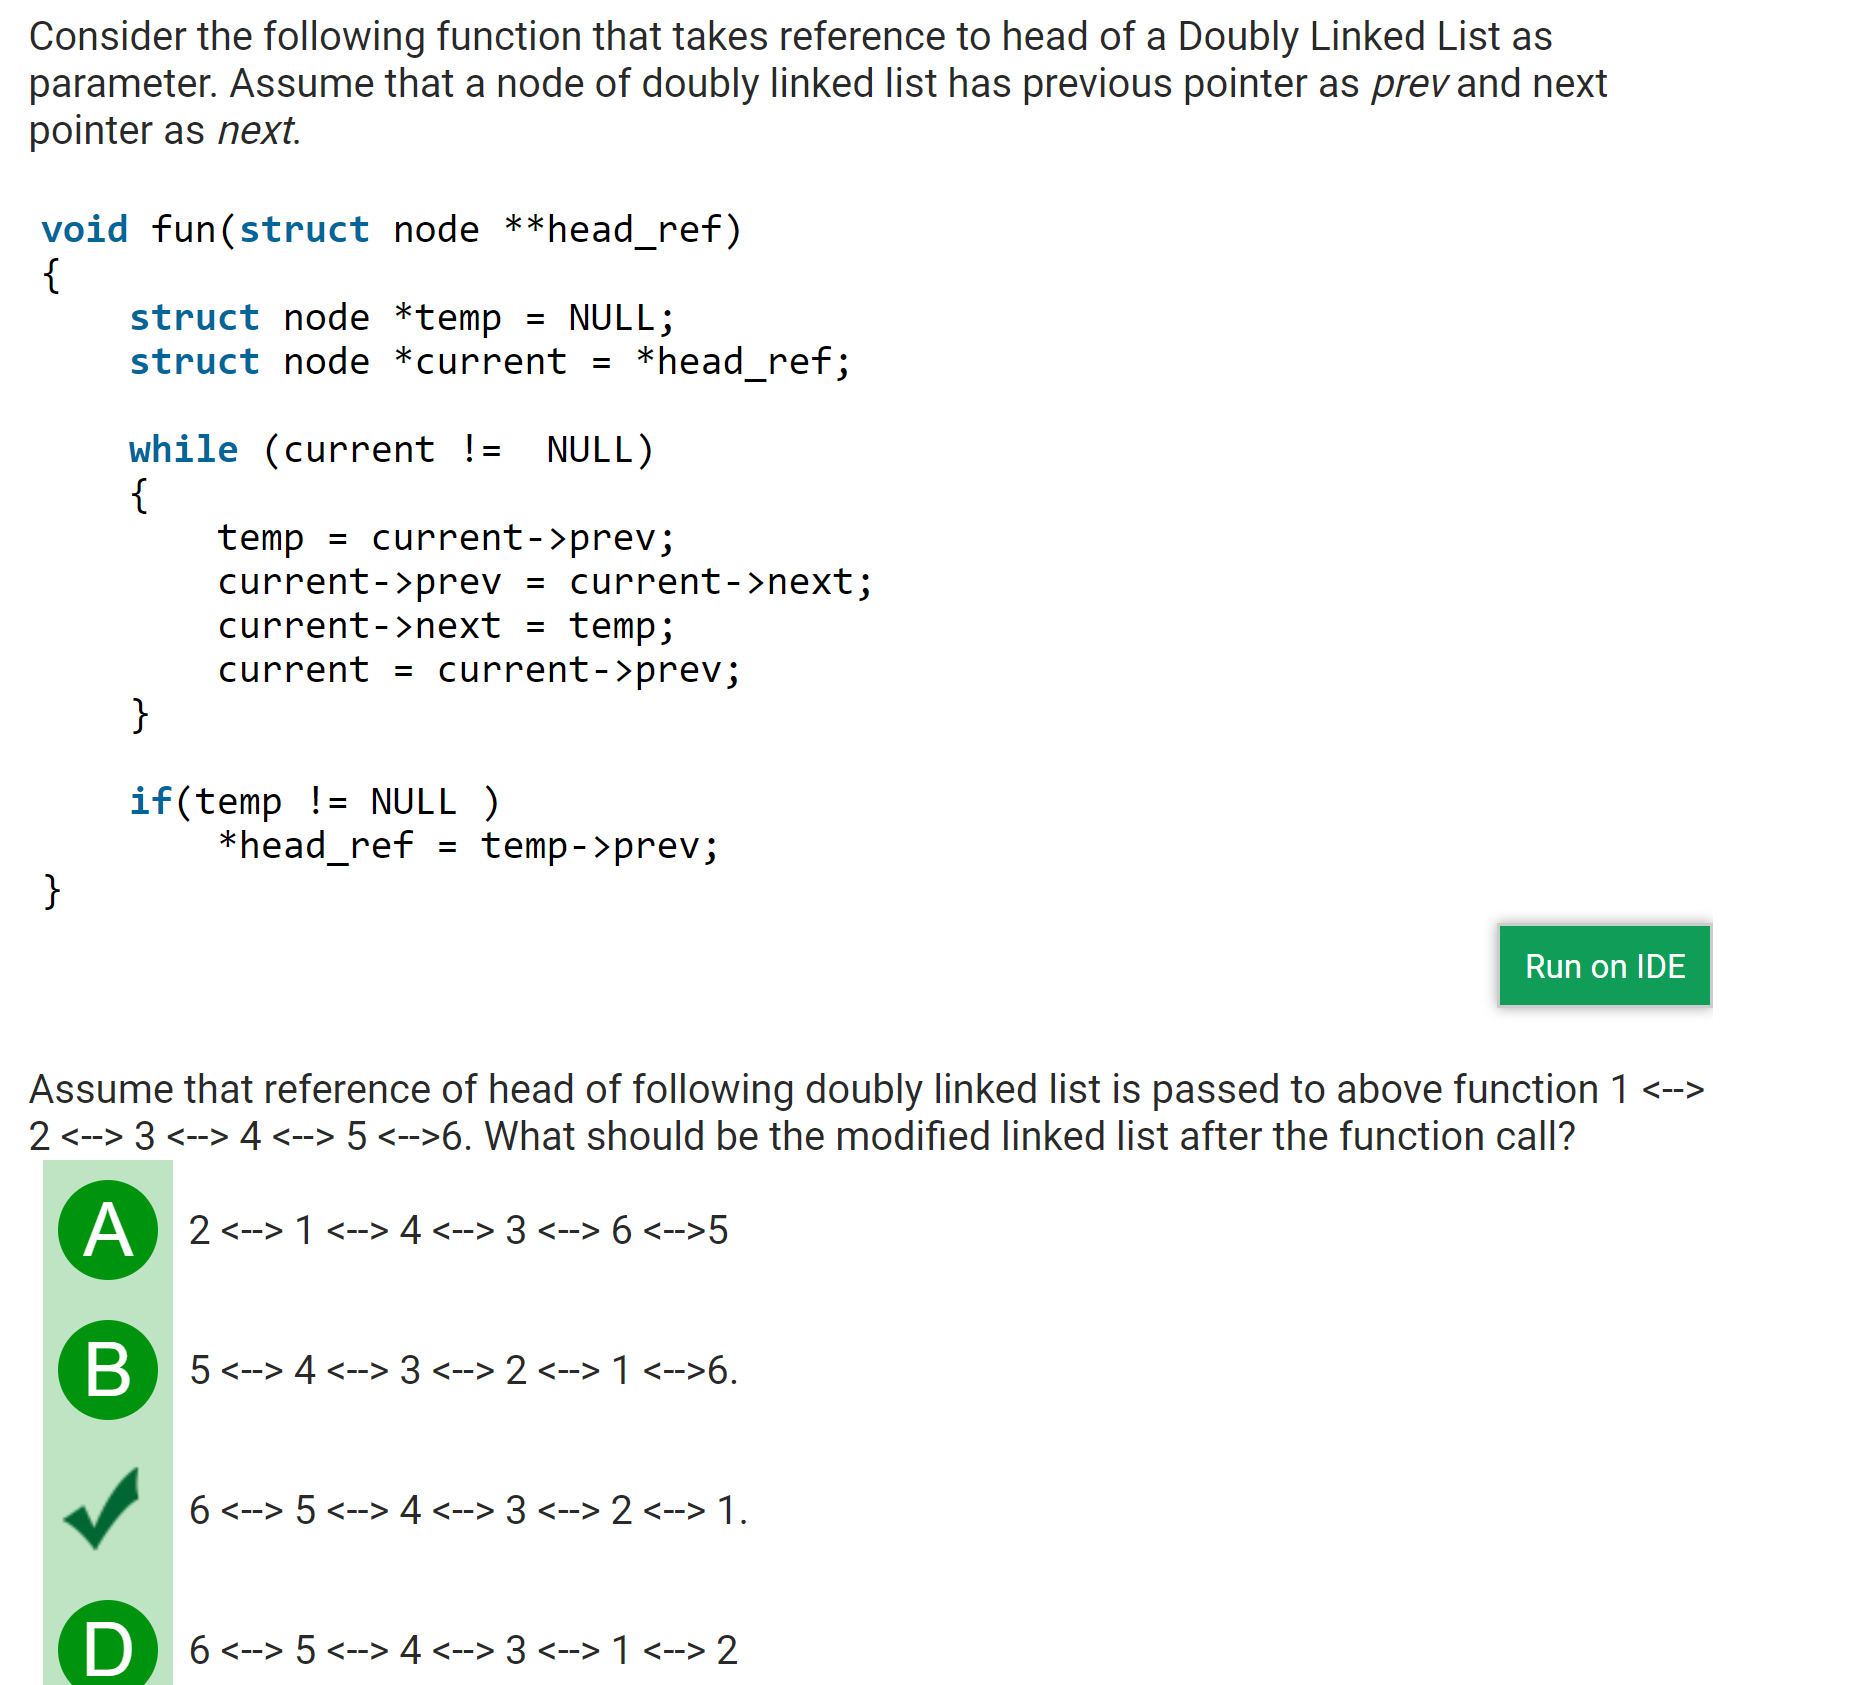 Consider the following function that takes reference to head of a Doubly Linked List as
parameter. Assume that a node of doubly linked list has previous pointer as prev and next
pointer as next.
void fun(struct node **head_ref)
{
    struct node *temp = NULL;
    struct node *current = *head_ref;
    while (current !=  NULL)
    {
        temp = current->prev;
        current->prev = current->next;
        current->next = temp;
        current = current->prev;
    }
    if(temp != NULL )
        *head_ref = temp->prev;
}
Run on IDE
Assume that reference of head of following doubly linked list is passed to above function 1 <-->
2 <--> 3 <--> 4 <--> 5 <-->6. What should be the modified linked list after the function call?
A 2 <--> 1 <--> 4 <--> 3 <--> 6 <-->5
B 5 <--> 4 <--> 3 <--> 2 <--> 1 <-->6.
6 <--> 5 <--> 4 <--> 3 <--> 2 <--> 1.
D 6 <--> 5 <--> 4 <--> 3 <--> 1 <--> 2